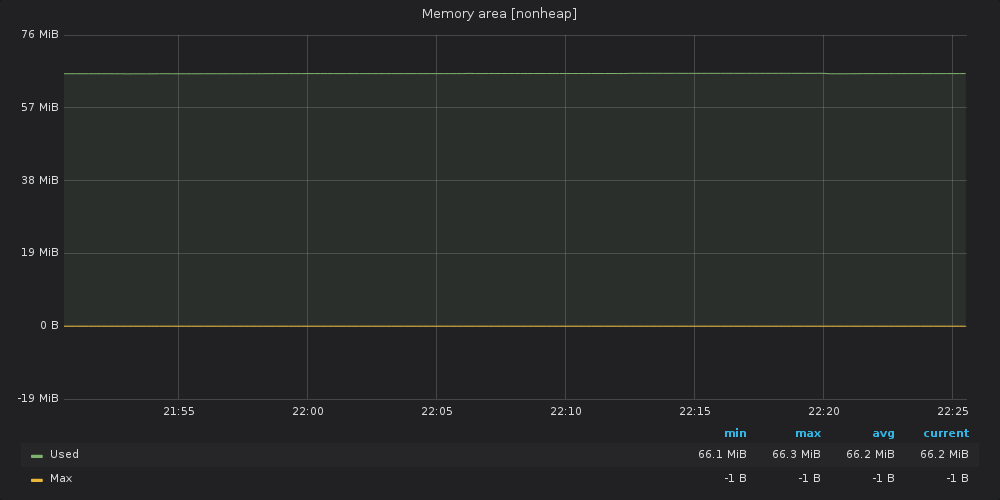 Memory area [nonheap]
76 MiB
57 MiB
38 MiB
19 MiB
0 B
-19 MiB
21:55 22:00 22:05 22:10 22:15 22:20 22:25
min max avg current
Used 66.1 MiB 66.3 MiB 66.2 MiB 66.2 MiB
Max -1 B -1 B -1 B -1 B